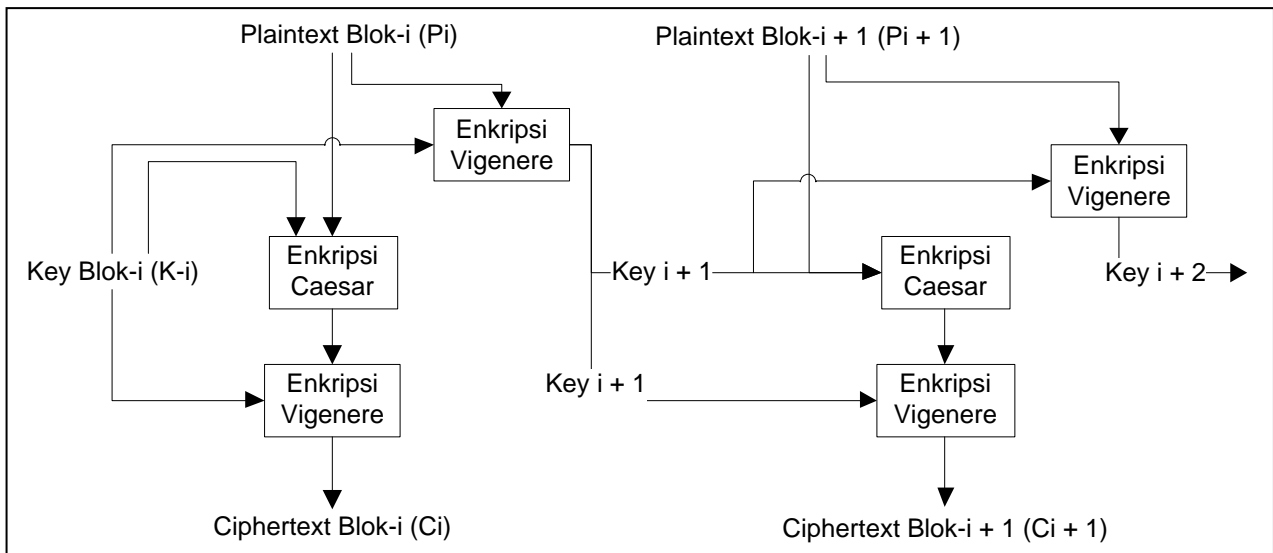 Plaintext Blok-i (Pi)
Plaintext Blok-i + 1 (Pi + 1)
Enkripsi
Vigenere
Enkripsi
Vigenere
Key Blok-i (K-i)
Enkripsi
Caesar
Key i + 1
Enkripsi
Caesar
Key i + 2
Enkripsi
Vigenere
Key i + 1
Enkripsi
Vigenere
Ciphertext Blok-i (Ci)
Ciphertext Blok-i + 1 (Ci + 1)